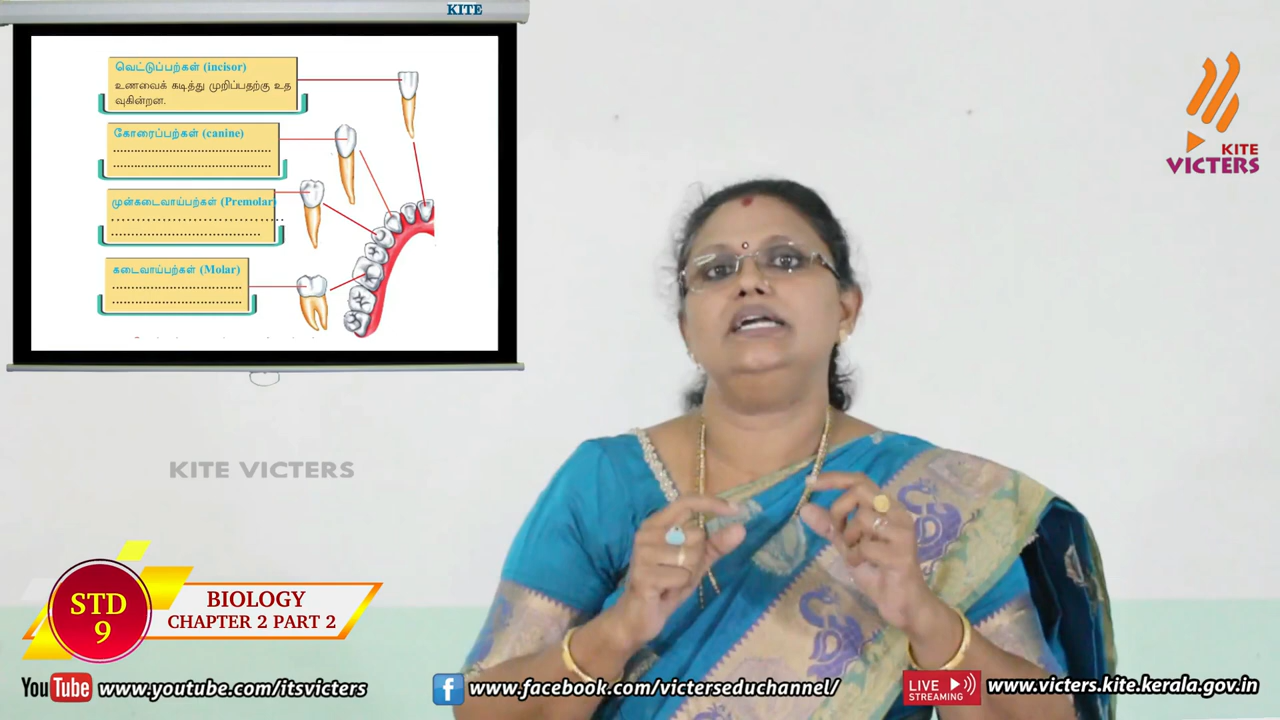 KITE
வெட்டுப்பற்கள் (incisor)
உணவைக் கடித்து முறிப்பதற்கு உத
வுகின்றன.
கோரைப்பற்கள் (canine)
முன்கடைவாய்பற்கள் (Premolar)
கடைவாய்பற்கள் (Molar)
KITE
VICTERS
KITE VICTERS
STD
9
BIOLOGY
CHAPTER 2 PART 2
YouTube www.youtube.com/itsvicters
f www.facebook.com/victerseduchannel/
LIVE
STREAMING
www.victers.kite.kerala.gov.in